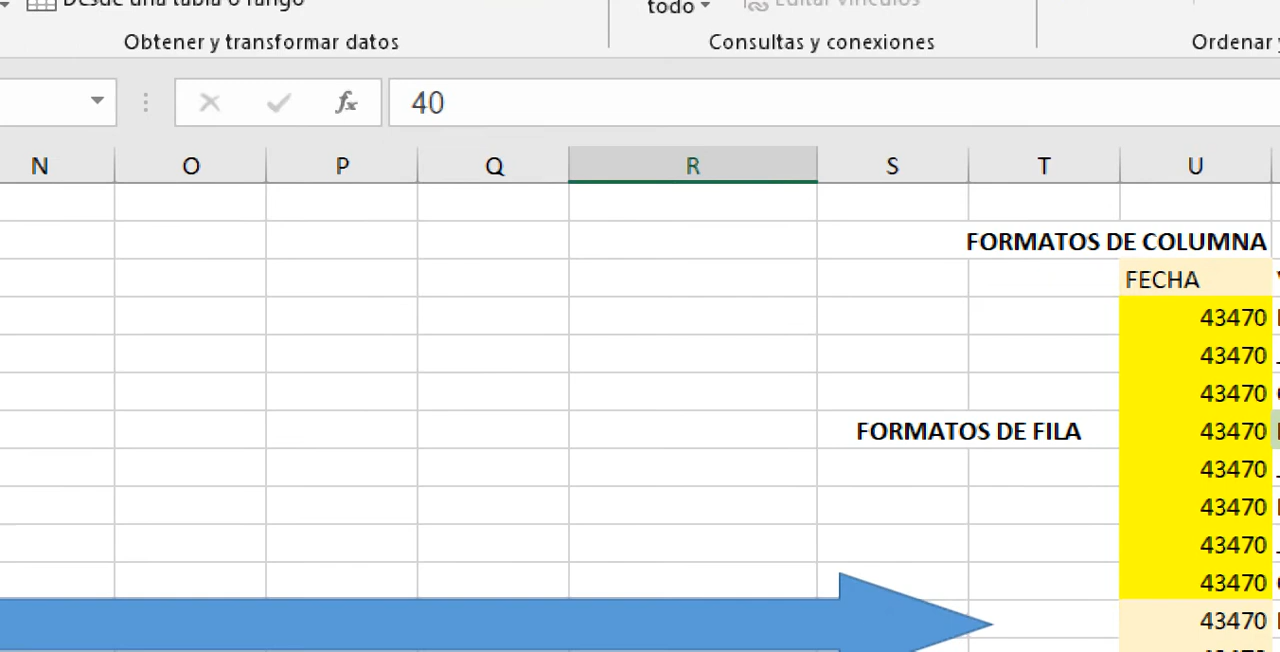 Desde una tabla o rango
todo
Editar vínculos
Obtener y transformar datos
Consultas y conexiones
Ordenar y
fx
40
N O P Q R S T U
FORMATOS DE COLUMNA
FECHA
43470
43470
43470
FORMATOS DE FILA
43470
43470
43470
43470
43470
43470